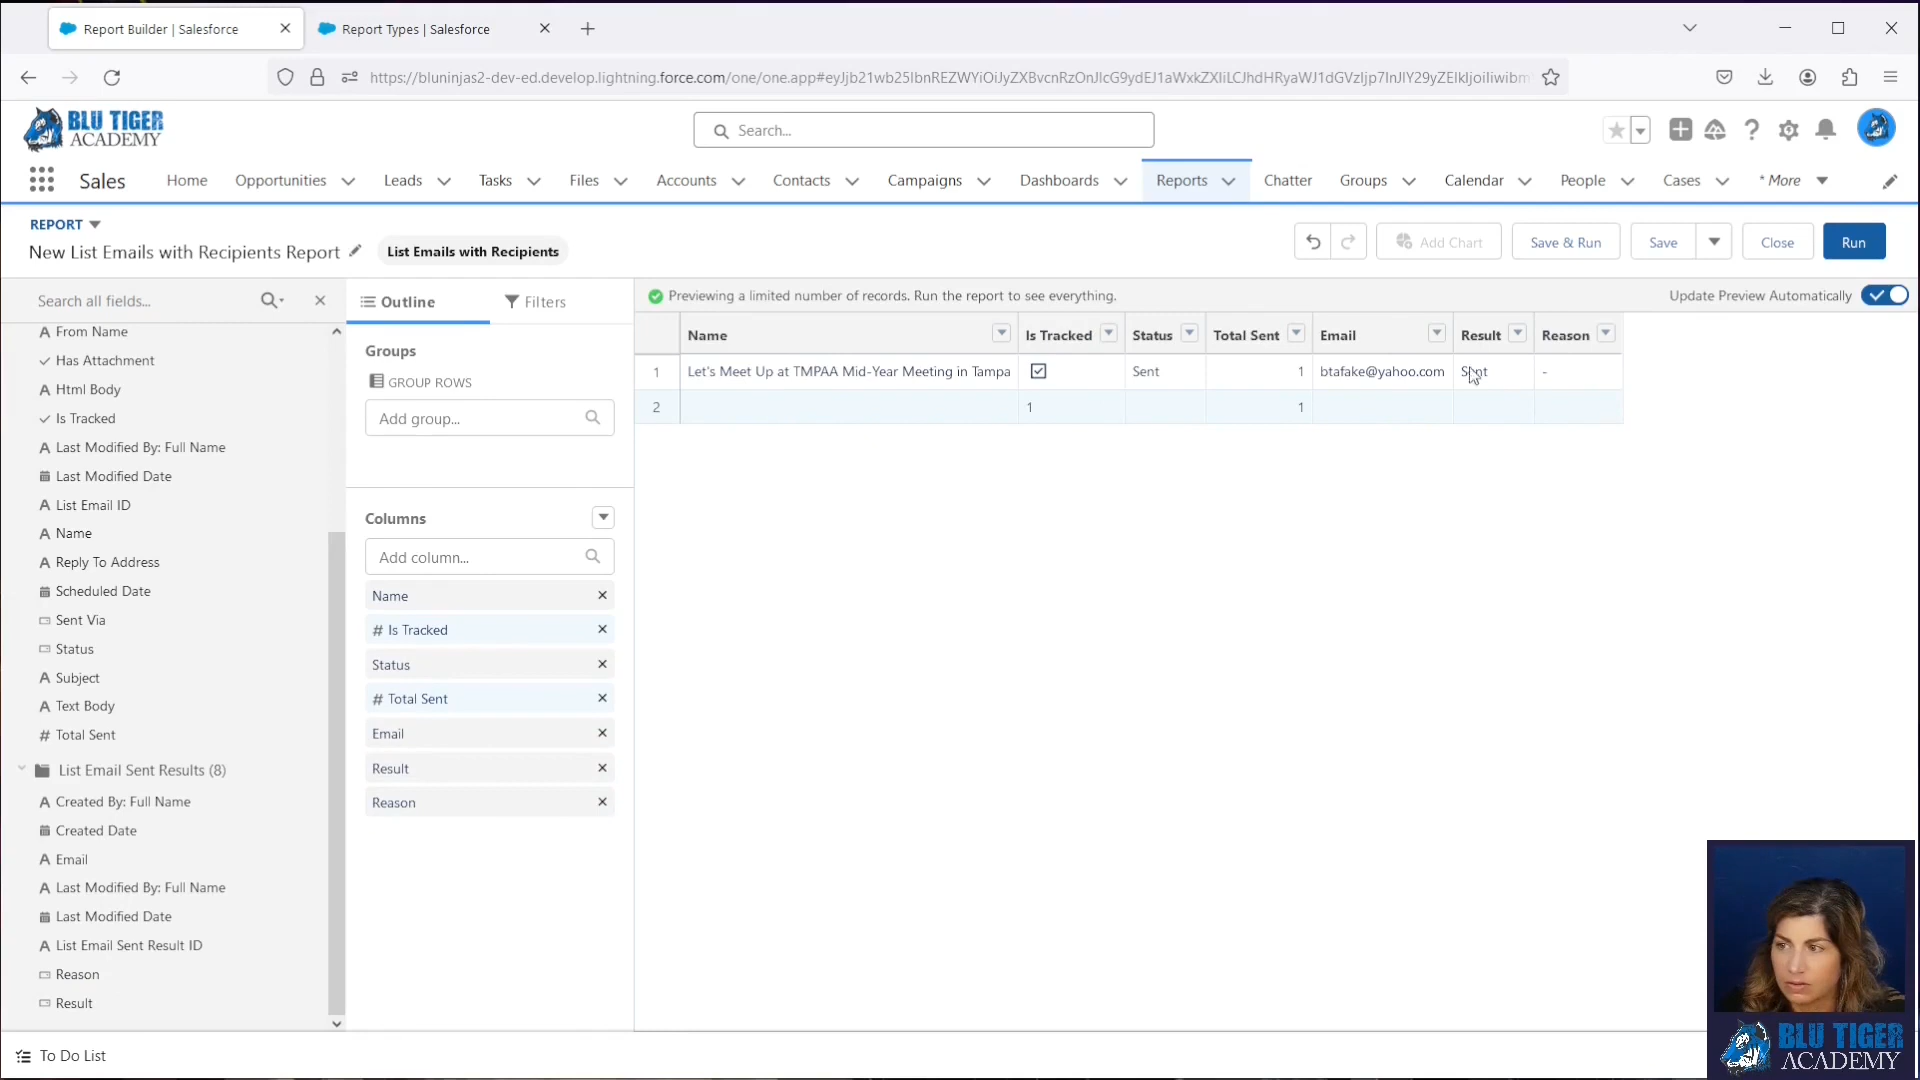 Report Builder | Salesforce
Report Types | Salesforce
https://bluninjas2-dev-ed.develop.lightning.force.com/one/one.app#eyJjb21wb25lbnREZWYiOiJyZXBvcnRzOnJlcG9ydEJ1aWxkZXIiLCJhdHRyaWJ1dGVzIjp7InJlY29yZElkIjoiIiwibm
BLU TIGER
ACADEMY
Search...
Sales
Home
Opportunities
Leads
Tasks
Files
Accounts
Contacts
Campaigns
Dashboards
Reports
Chatter
Groups
Calendar
People
Cases
* More
REPORT
New List Emails with Recipients Report
List Emails with Recipients
Add Chart
Save & Run
Save
Close
Run
Search all fields...
From Name
Has Attachment
Html Body
Is Tracked
Last Modified By: Full Name
Last Modified Date
List Email ID
Name
Reply To Address
Scheduled Date
Sent Via
Status
Subject
Text Body
Total Sent
List Email Sent Results (8)
Created By: Full Name
Created Date
Email
Last Modified By: Full Name
Last Modified Date
List Email Sent Result ID
Reason
Result
Outline
Filters
Groups
GROUP ROWS
Add group...
Columns
Add column...
Name
# Is Tracked
Status
# Total Sent
Email
Result
Reason
Previewing a limited number of records. Run the report to see everything.
Update Preview Automatically
Name Is Tracked Status Total Sent Email Result Reason
1 Let's Meet Up at TMPAA Mid-Year Meeting in Tampa Sent 1 btafake@yahoo.com Sent -
2 1 1
To Do List
BLU TIGER
ACADEMY